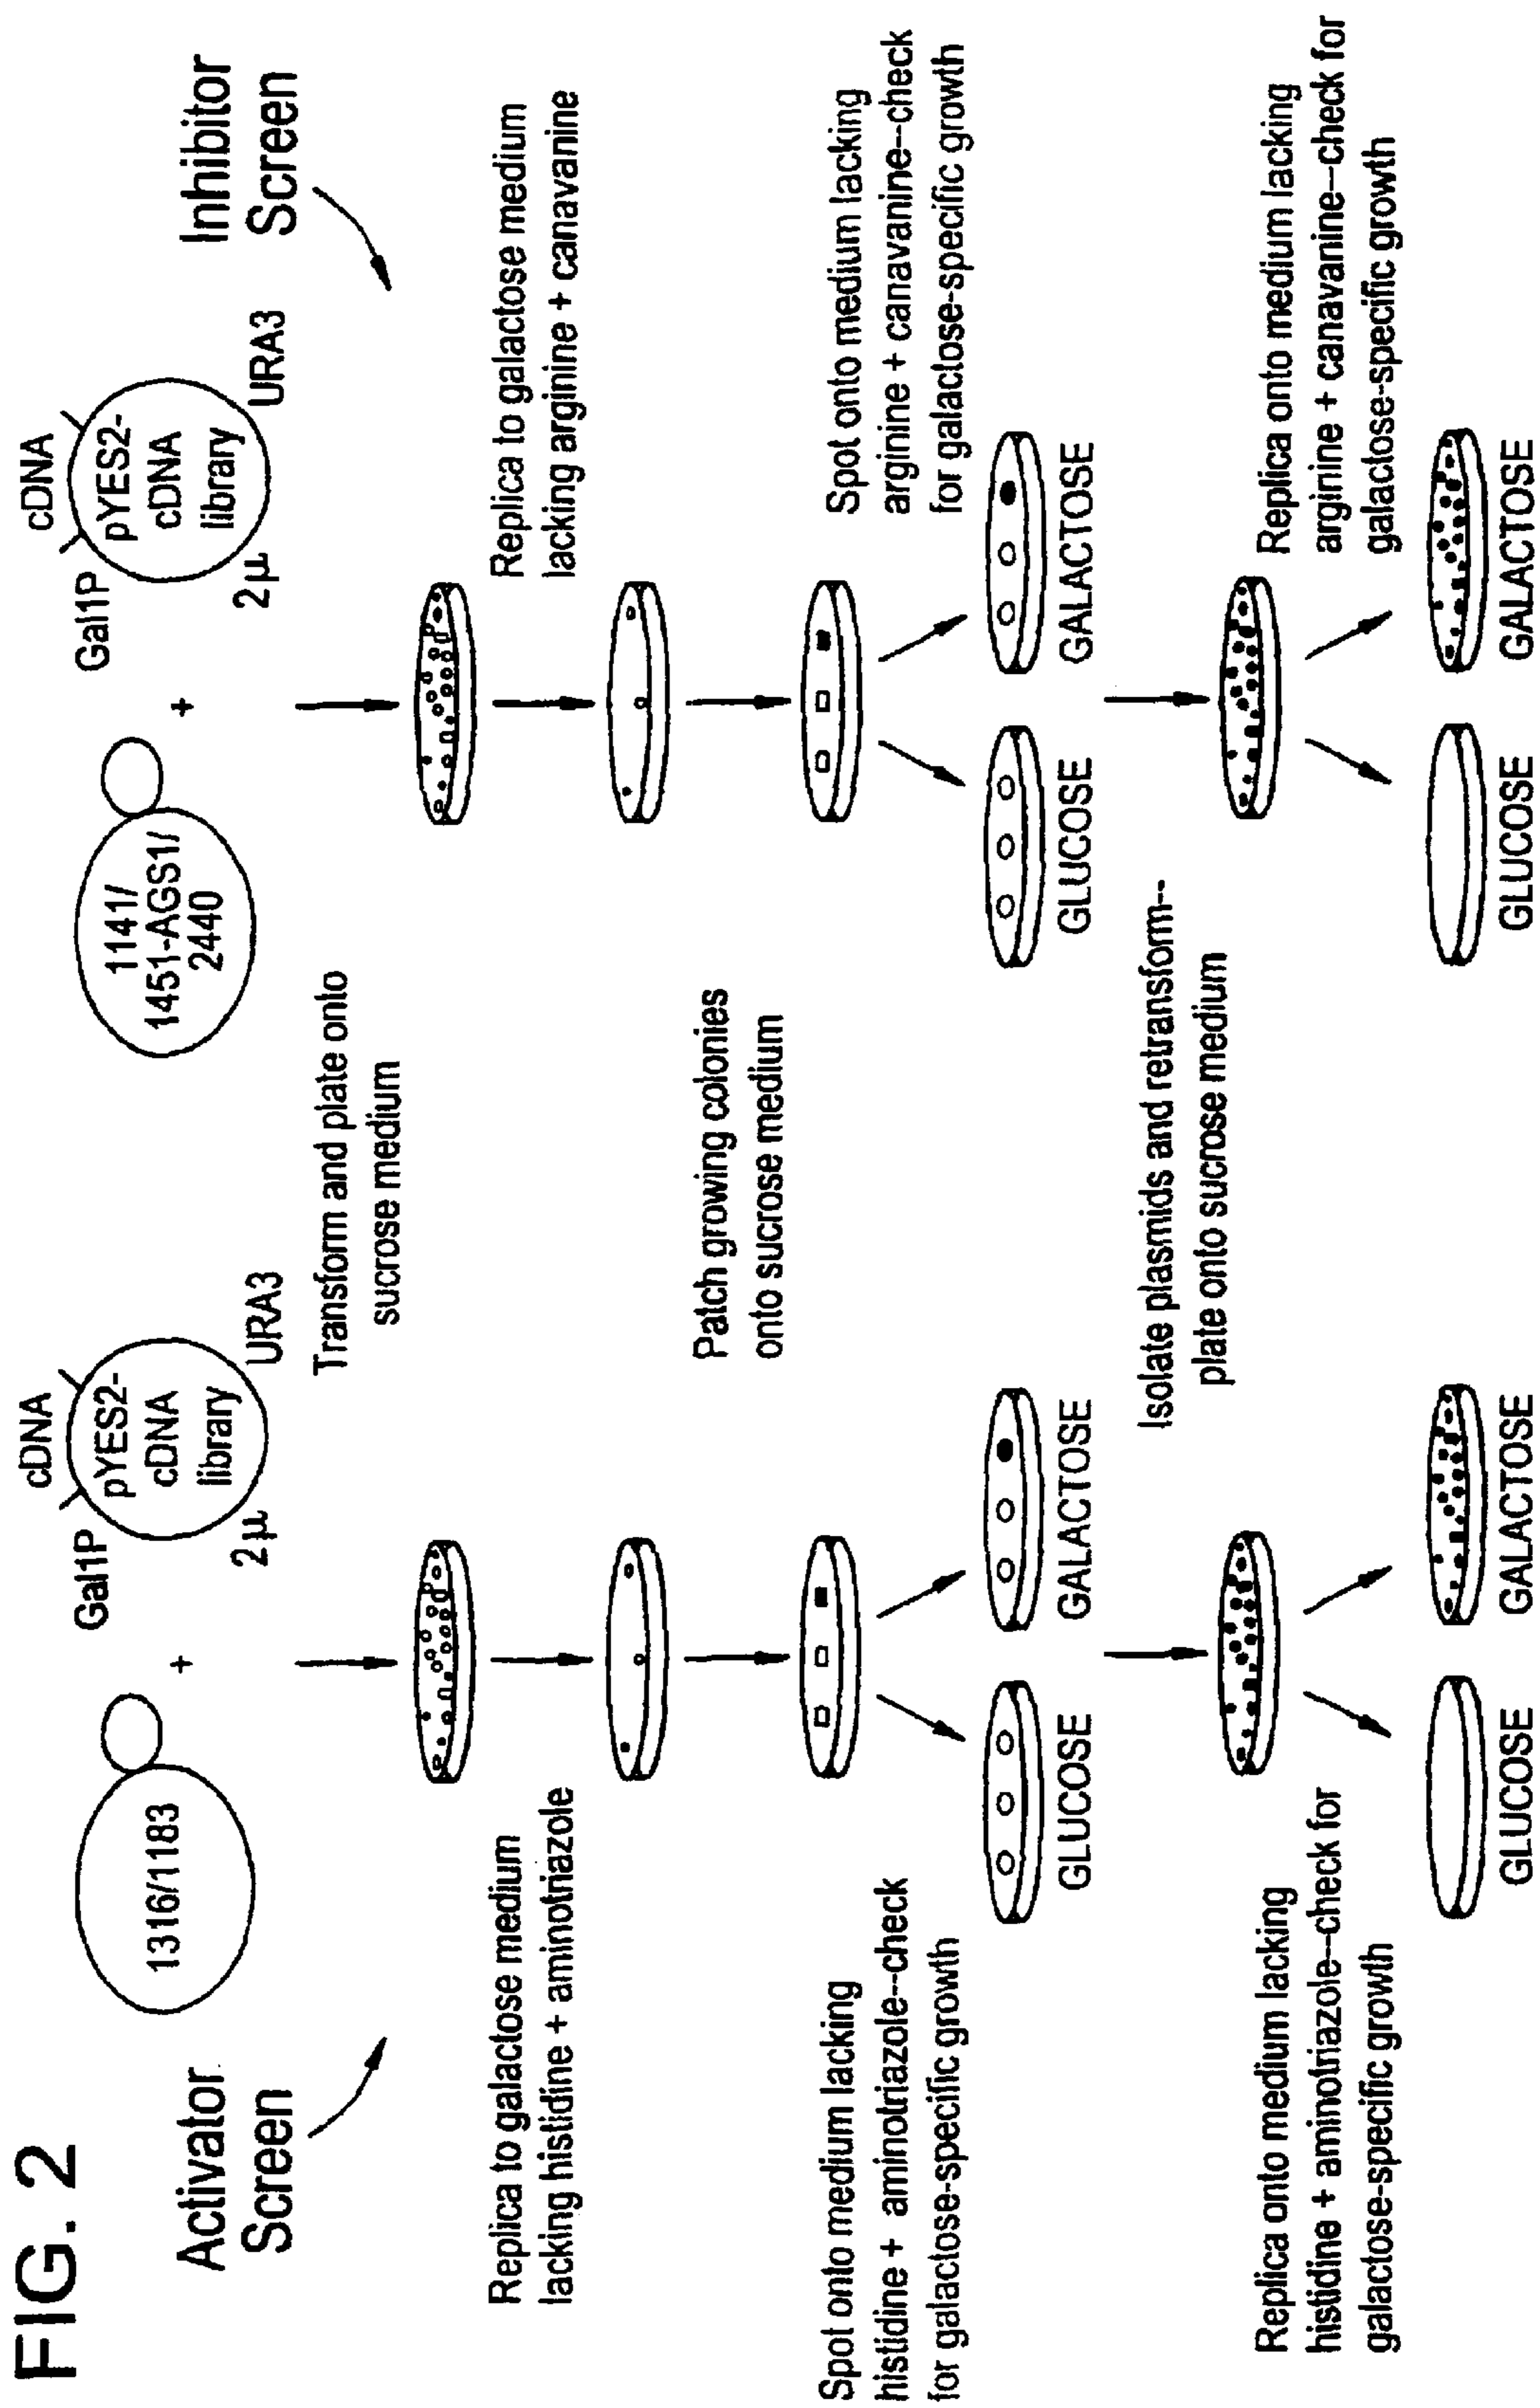 FIG. 2
Activator
Screen
1316/1183
+
Gal1P
cDNA
pYES2-
cDNA
library
2µ
URA3
Transform and plate onto
sucrose medium
1141/
1451-AGS1/
2440
+
Gal1P
cDNA
pYES2-
cDNA
library
2µ
URA3
Inhibitor
Screen
Replica to galactose medium
lacking histidine + aminotriazole
Replica to galactose medium
lacking arginine + canavanine
Patch growing colonies
onto sucrose medium
Spot onto medium lacking
histidine + aminotriazole--check
for galactose-specific growth
GLUCOSE
GALACTOSE
Spot onto medium lacking
arginine + canavanine--check
for galactose-specific growth
GLUCOSE
GALACTOSE
Isolate plasmids and retransform--
plate onto sucrose medium
Replica onto medium lacking
histidine + aminotriazole--check for
galactose-specific growth
GLUCOSE
GALACTOSE
Replica onto medium lacking
arginine + canavanine--check for
galactose-specific growth
GLUCOSE
GALACTOSE